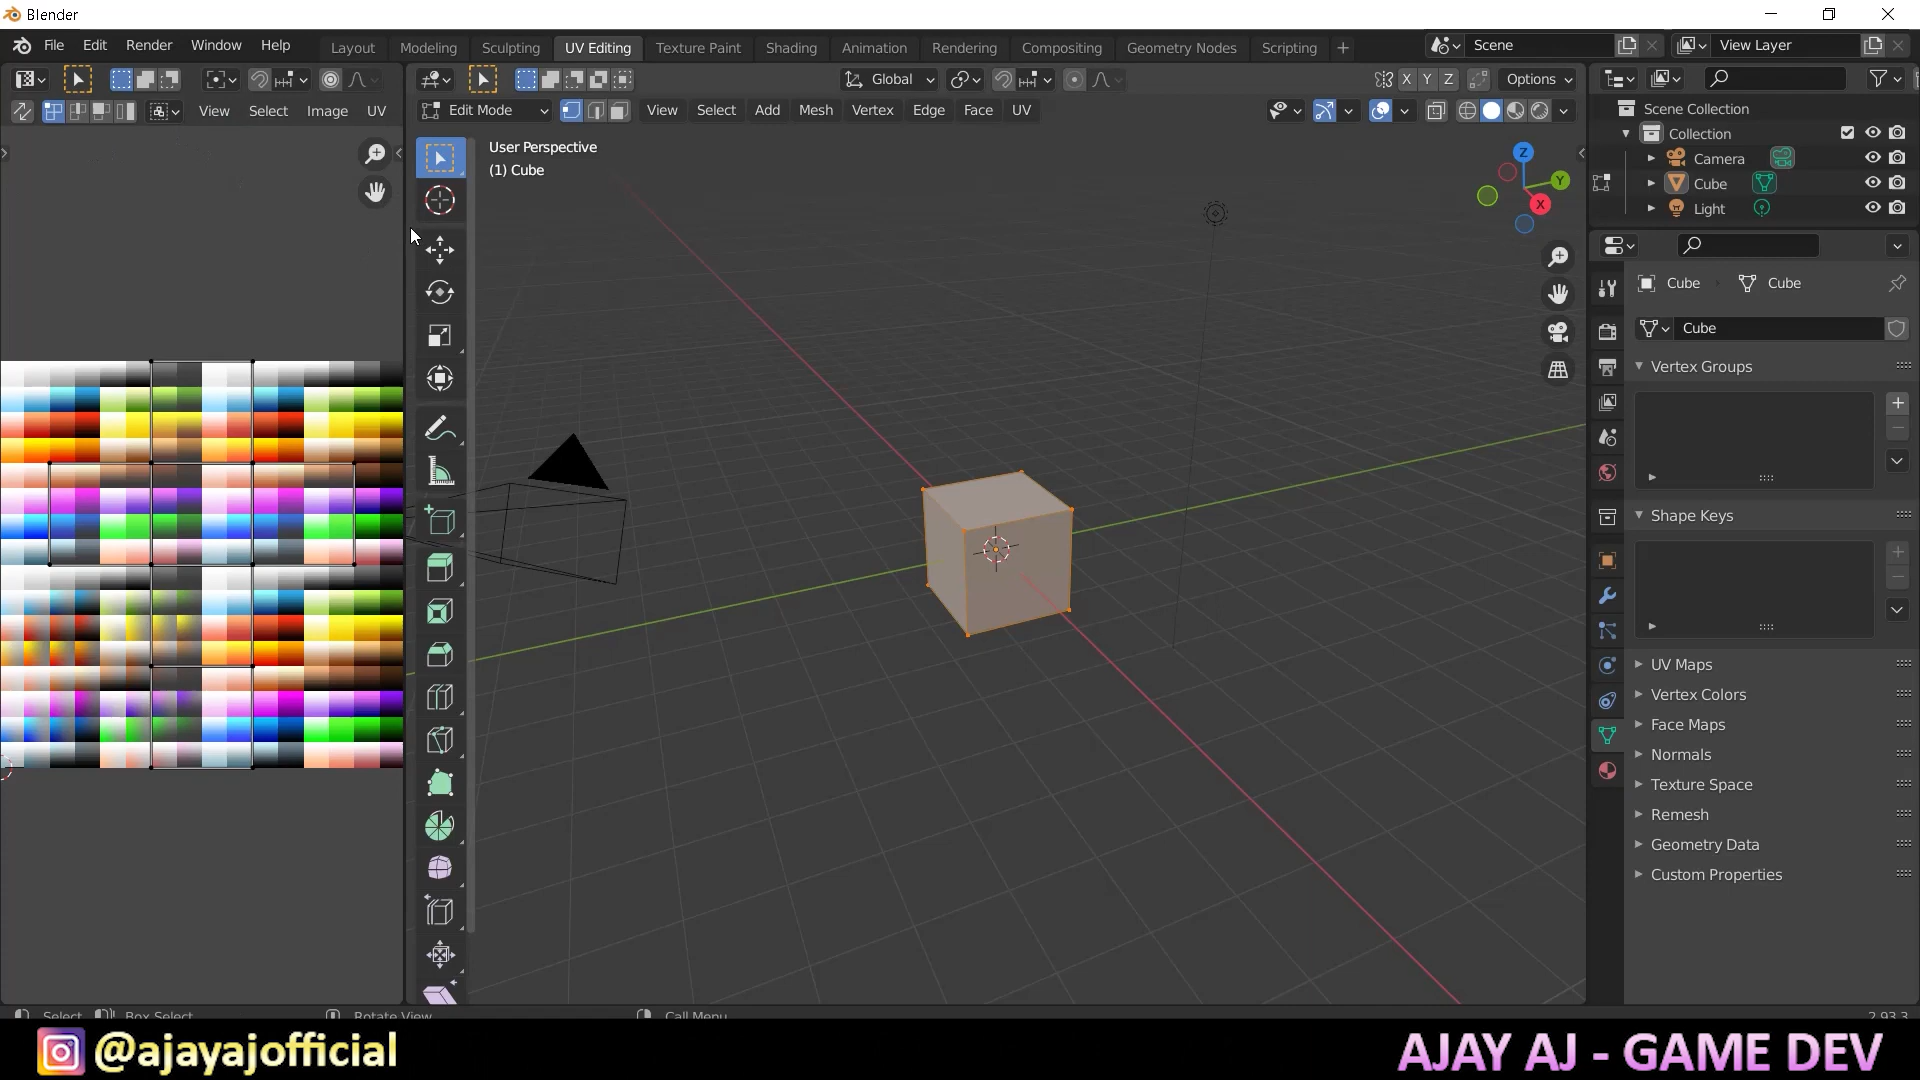 Blender
File Edit Render Window Help Layout Modeling Sculpting UV Editing Texture Paint Shading Animation Rendering Compositing Geometry Nodes Scripting + Scene View Layer
Global X Y Z Options
View Select Image UV Edit Mode View Select Add Mesh Vertex Edge Face UV
Scene Collection
Collection
Camera
Cube
Light
User Perspective
(1) Cube
Z
Y
X
Cube Cube
Cube
Vertex Groups
Shape Keys
UV Maps
Vertex Colors
Face Maps
Normals
Texture Space
Remesh
Geometry Data
Custom Properties
Select Box Select Rotate View Call Menu 2.93.3
@ajayajofficial
AJAY AJ - GAME DEV